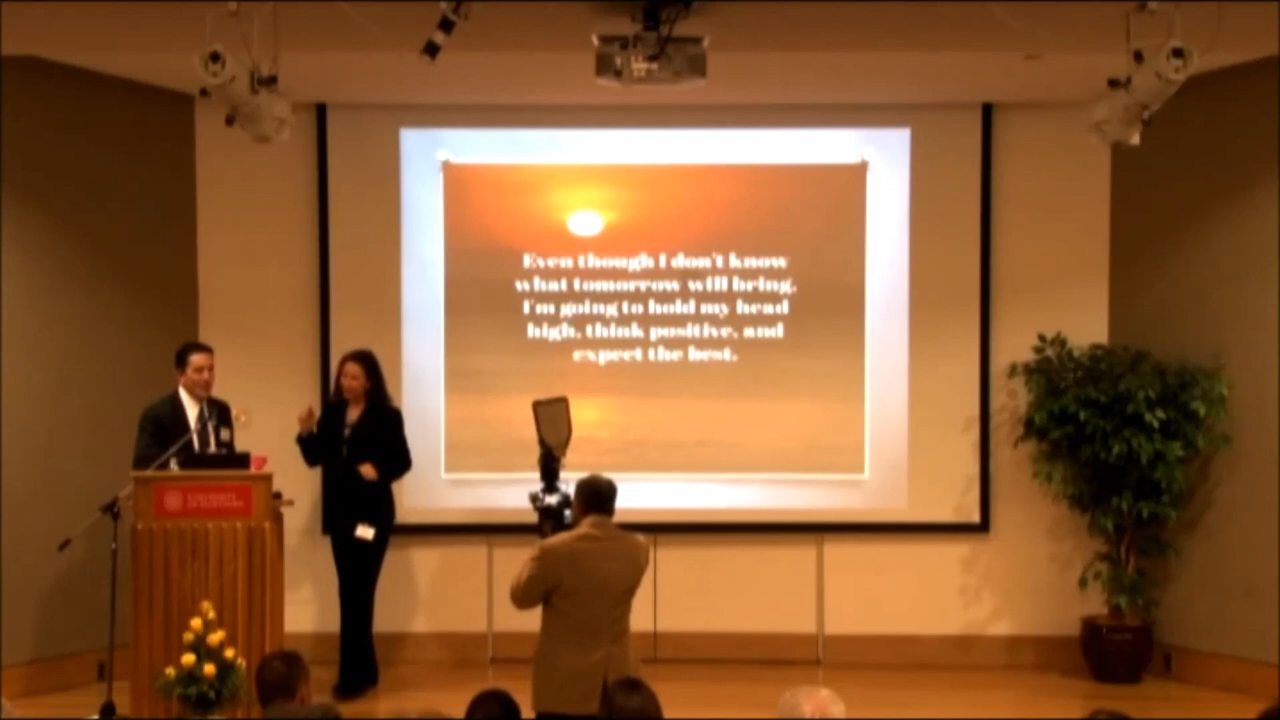 Even though I don't know
what tomorrow will bring,
I'm going to hold my head
high, think positive, and
expect the best.
UNIVERSITY